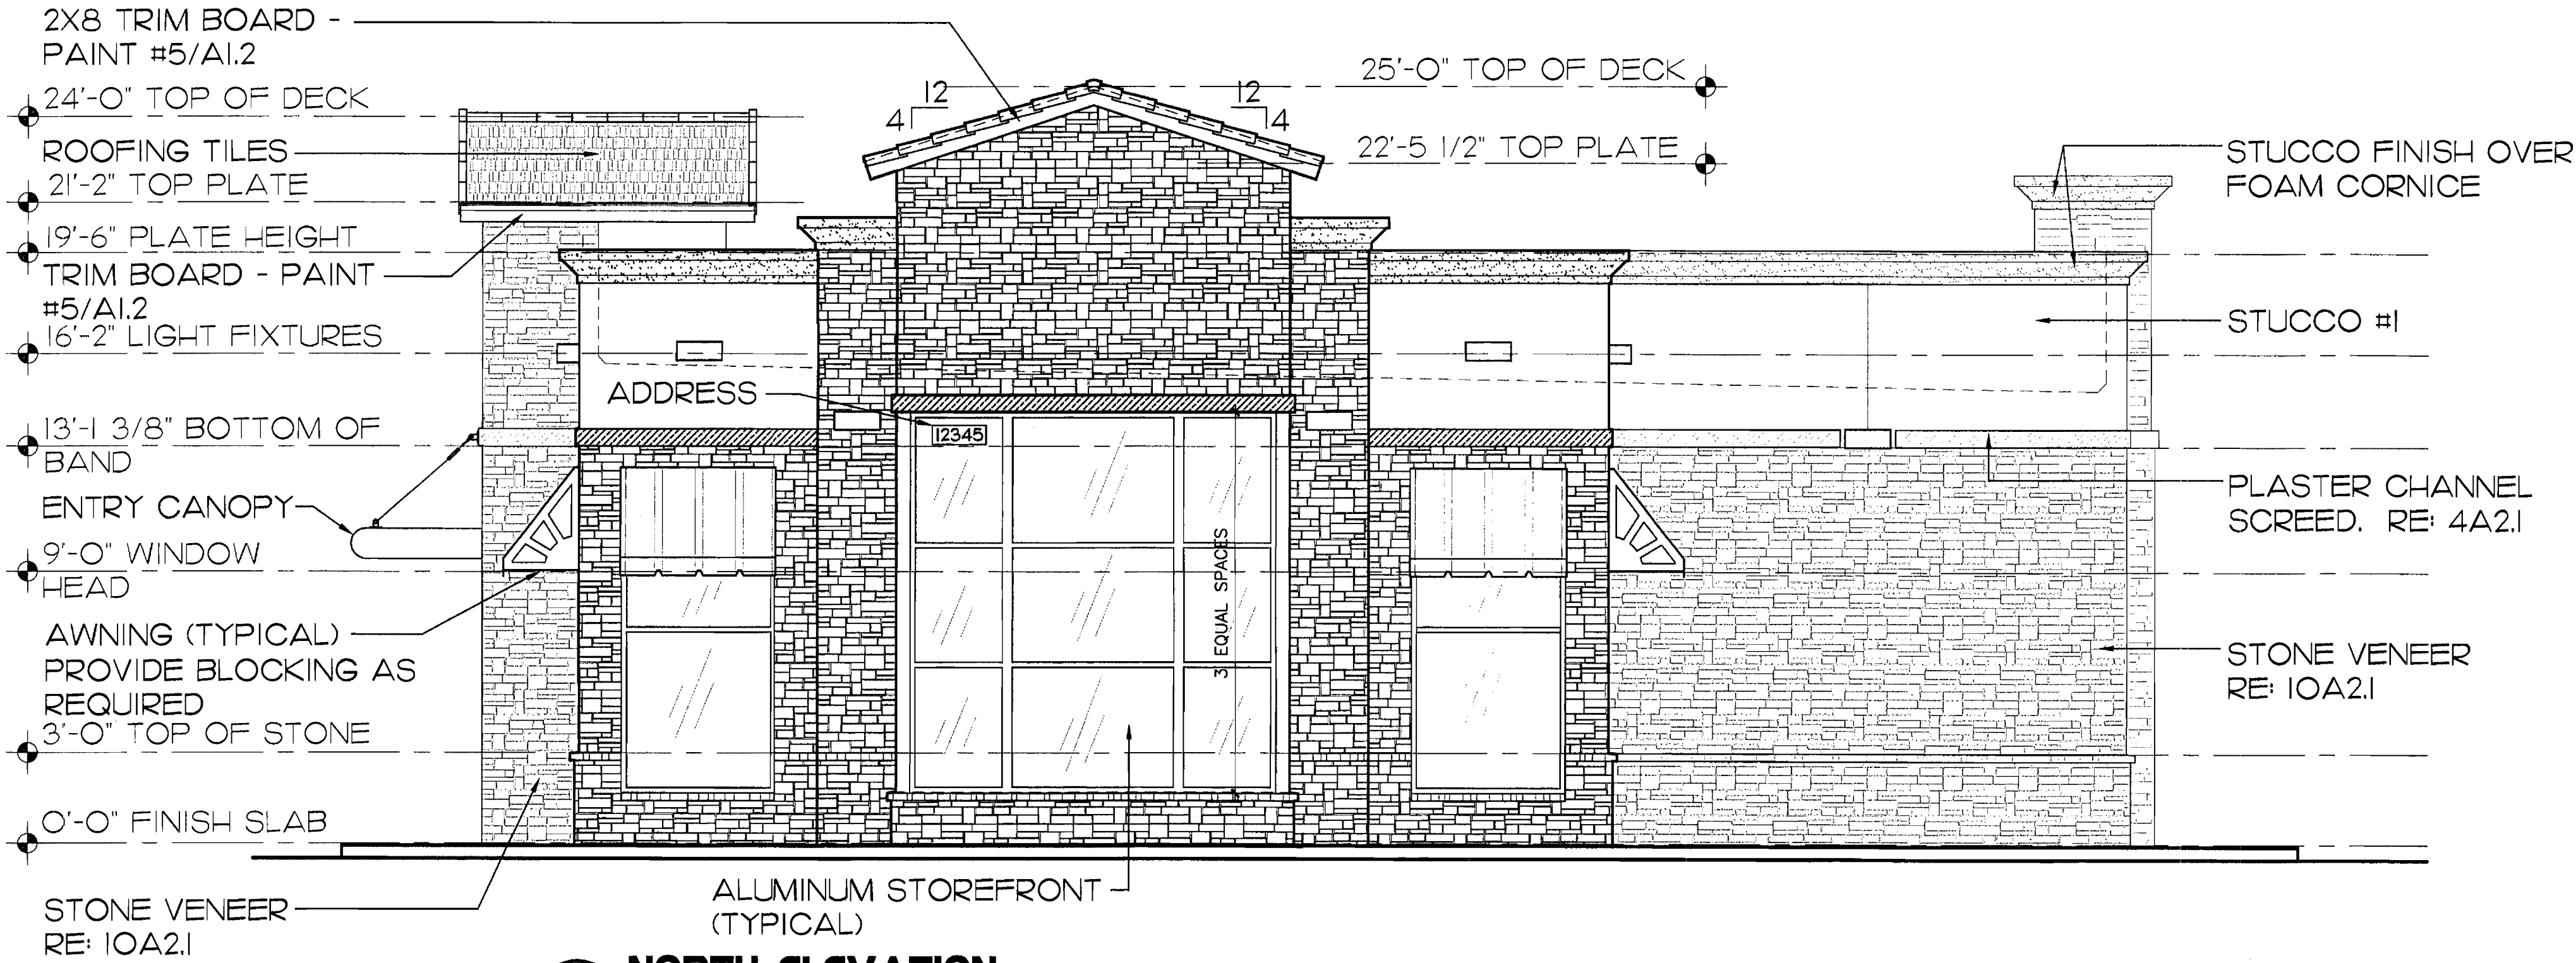 2X8 TRIM BOARD -
PAINT #5/A1.2
24'-0" TOP OF DECK
ROOFING TILES
21'-2" TOP PLATE
19'-6" PLATE HEIGHT
TRIM BOARD - PAINT
#5/A1.2
16'-2" LIGHT FIXTURES
13'-1 3/8" BOTTOM OF
BAND
ENTRY CANOPY
9'-0" WINDOW
HEAD
AWNING (TYPICAL)
PROVIDE BLOCKING AS
REQUIRED
3'-0" TOP OF STONE
0'-0" FINISH SLAB
STONE VENEER
RE: 10A2.1
12
4
12
4
25'-0" TOP OF DECK
22'-5 1/2" TOP PLATE
ADDRESS
12345
3 EQUAL SPACES
ALUMINUM STOREFRONT
(TYPICAL)
STUCCO FINISH OVER
FOAM CORNICE
STUCCO #1
PLASTER CHANNEL
SCREED. RE: 4A2.1
STONE VENEER
RE: 10A2.1
NORTH ELEVATION